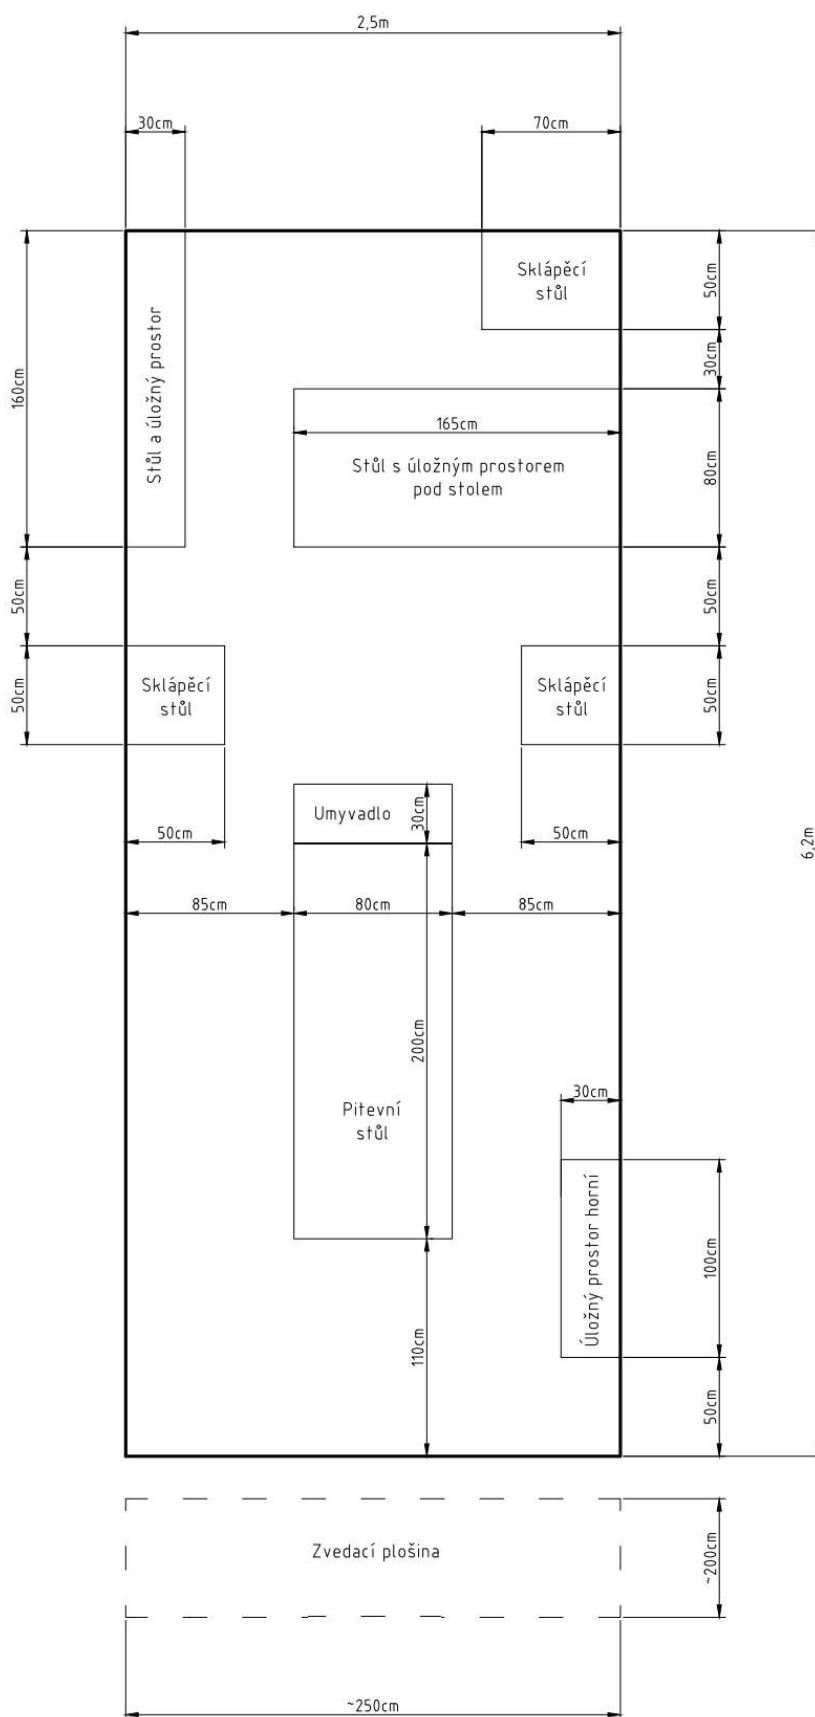 2,5m
30cm
70cm
Sklápěcí
stůl
50cm
30cm
160cm
Stůl a úložný prostor
165cm
Stůl s úložným prostorem
pod stolem
80cm
50cm
50cm
50cm
Sklápěcí
stůl
Sklápěcí
stůl
50cm
Umyvadlo
30cm
50cm
50cm
6,2m
85cm
80cm
85cm
200cm
Pitevní
stůl
30cm
Úložný prostor horní
100cm
110cm
50cm
Zvedací plošina
~200cm
~250cm